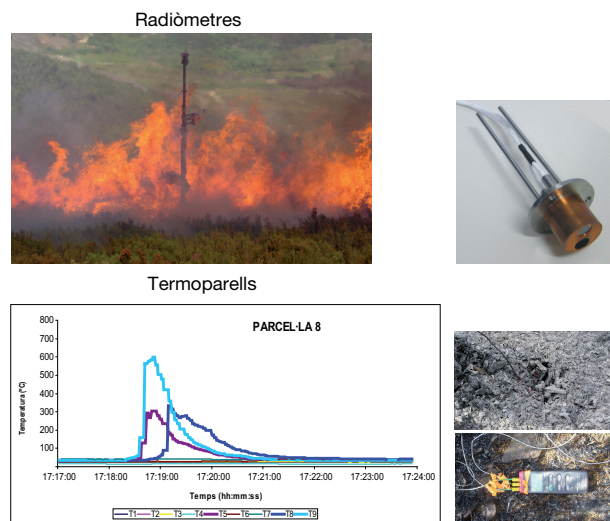 Radiòmetres
Termoparells
PARCEL·LA 8
Temperatura (ºC)
800
700
600
500
400
300
200
100
17:17:00 17:18:00 17:19:00 17:20:00 17:21:00 17:22:00 17:23:00 17:24:00
Temps (hh:mm:ss)
T1 T2 T3 T4 T5 T6 T7 T8 T9